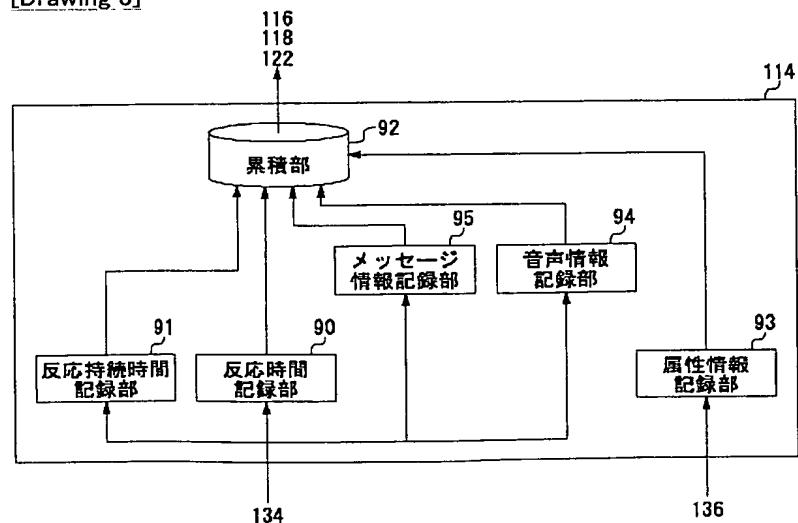 [Drawing 8]
116
118
122
114
92
累積部
95
メッセージ
情報記録部
94
音声情報
記録部
91
反応持続時間
記録部
90
反応時間
記録部
93
属性情報
記録部
134
136